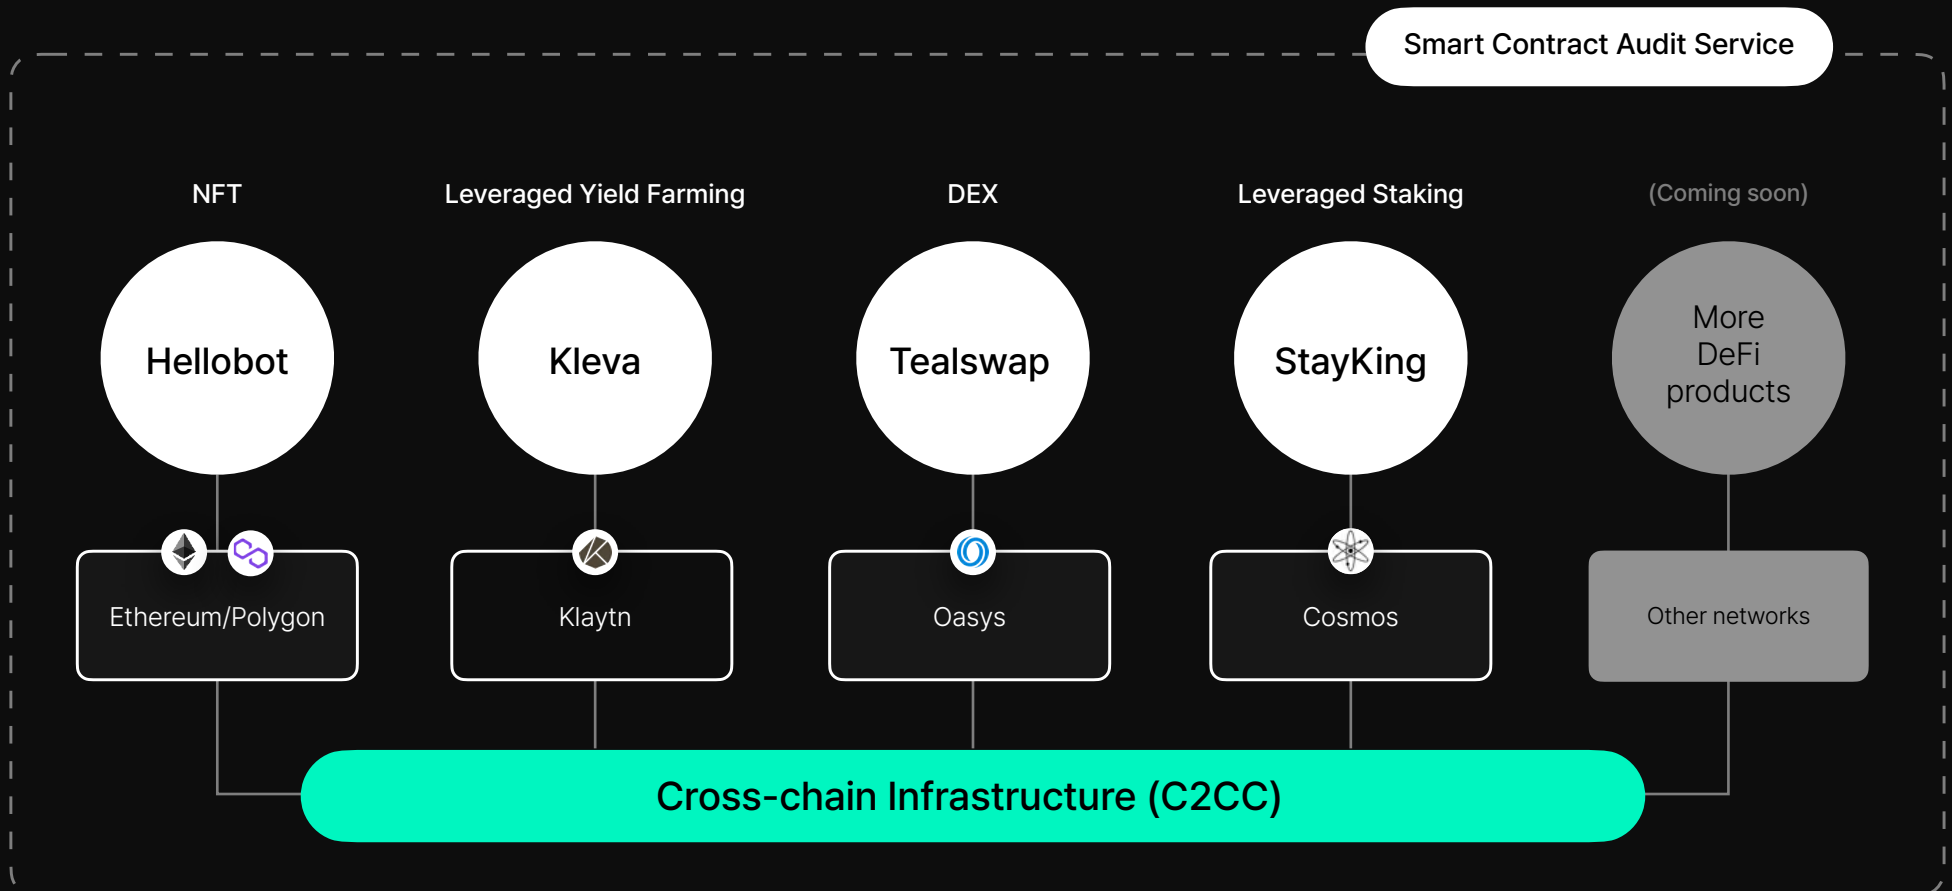 Smart Contract Audit Service
NFT
Leveraged Yield Farming
DEX
Leveraged Staking
(Coming soon)
Hellobot
Kleva
Tealswap
StayKing
More
DeFi
products
Ethereum/Polygon
Klaytn
Oasys
Cosmos
Other networks
Cross-chain Infrastructure (C2CC)